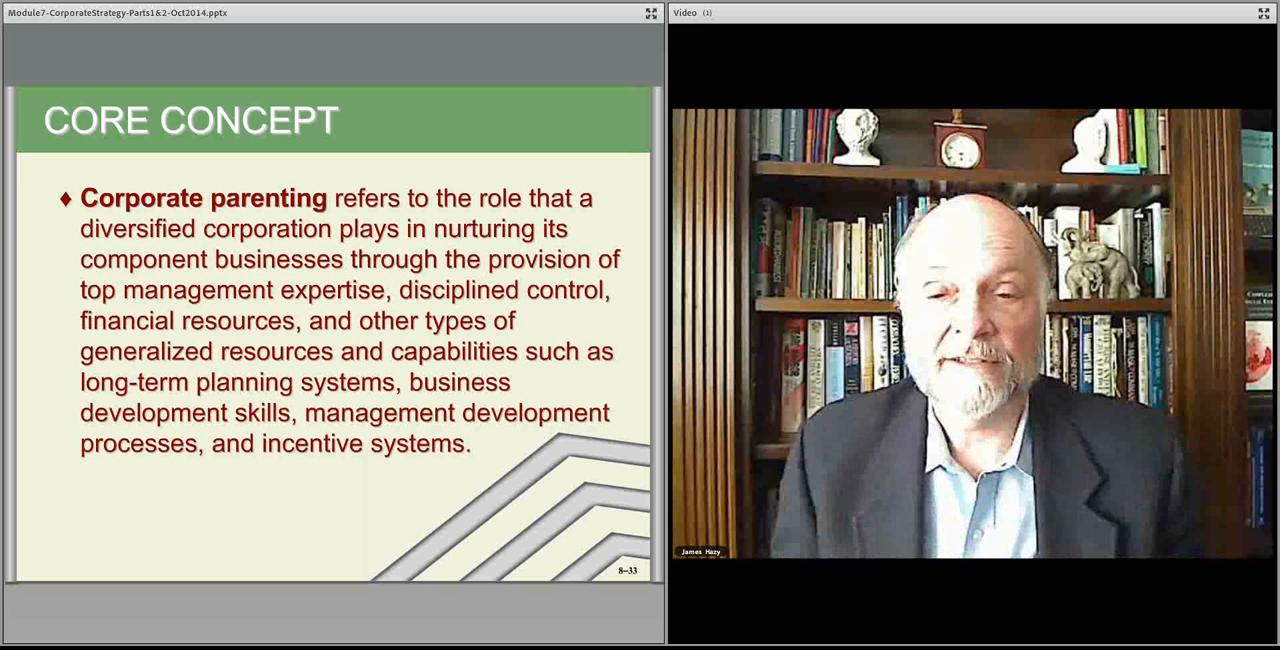 Module7-CorporateStrategy-Parts1&2-Oct2014.pptx
CORE CONCEPT
♦ Corporate parenting refers to the role that a
diversified corporation plays in nurturing its
component businesses through the provision of
top management expertise, disciplined control,
financial resources, and other types of
generalized resources and capabilities such as
long-term planning systems, business
development skills, management development
processes, and incentive systems.
8–33
Video (1)
James Hazy